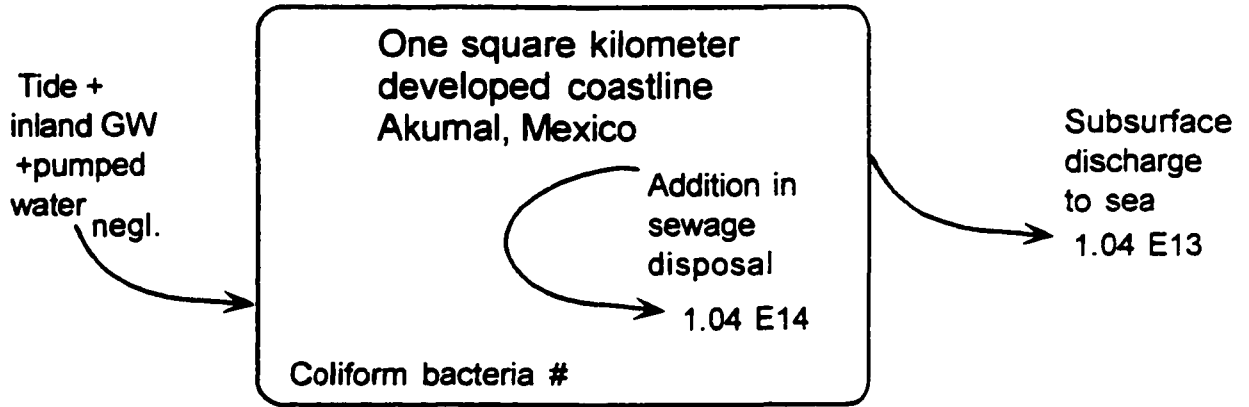 One square kilometer
developed coastline
Akumal, Mexico
Tide +
inland GW
+pumped
water
negl.
Addition in
sewage
disposal
1.04 E14
Subsurface
discharge
to sea
1.04 E13
Coliform bacteria #